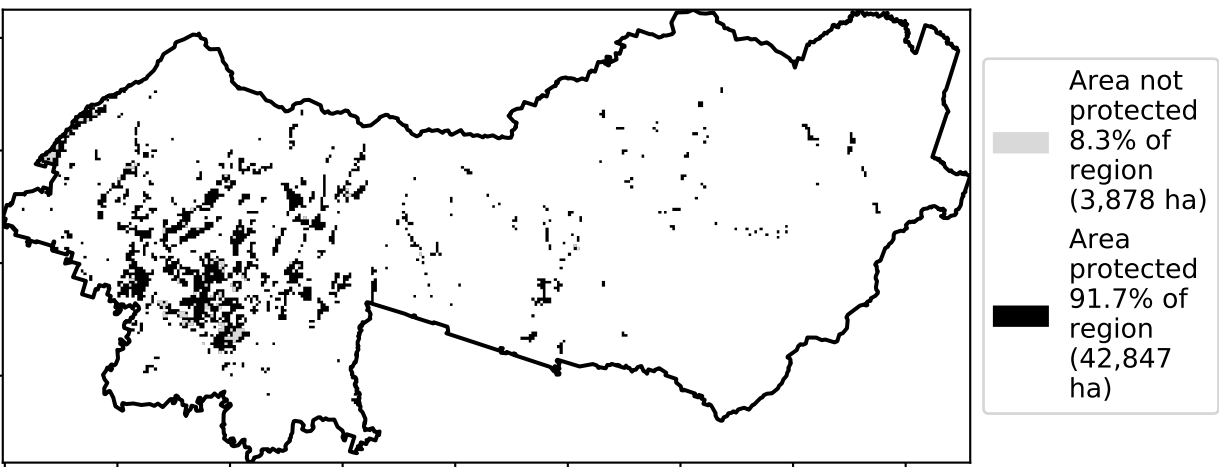 Area not
protected
8.3% of
region
(3,878 ha)
Area
protected
91.7% of
region
(42,847
ha)